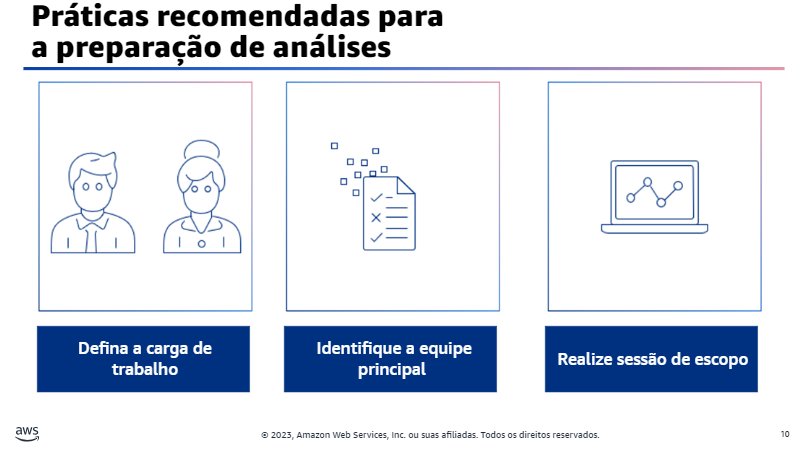 Práticas recomendadas para
a preparação de análises
Defina a carga de
trabalho
Identifique a equipe
principal
Realize sessão de escopo
aws
© 2023, Amazon Web Services, Inc. ou suas afiliadas. Todos os direitos reservados.
10